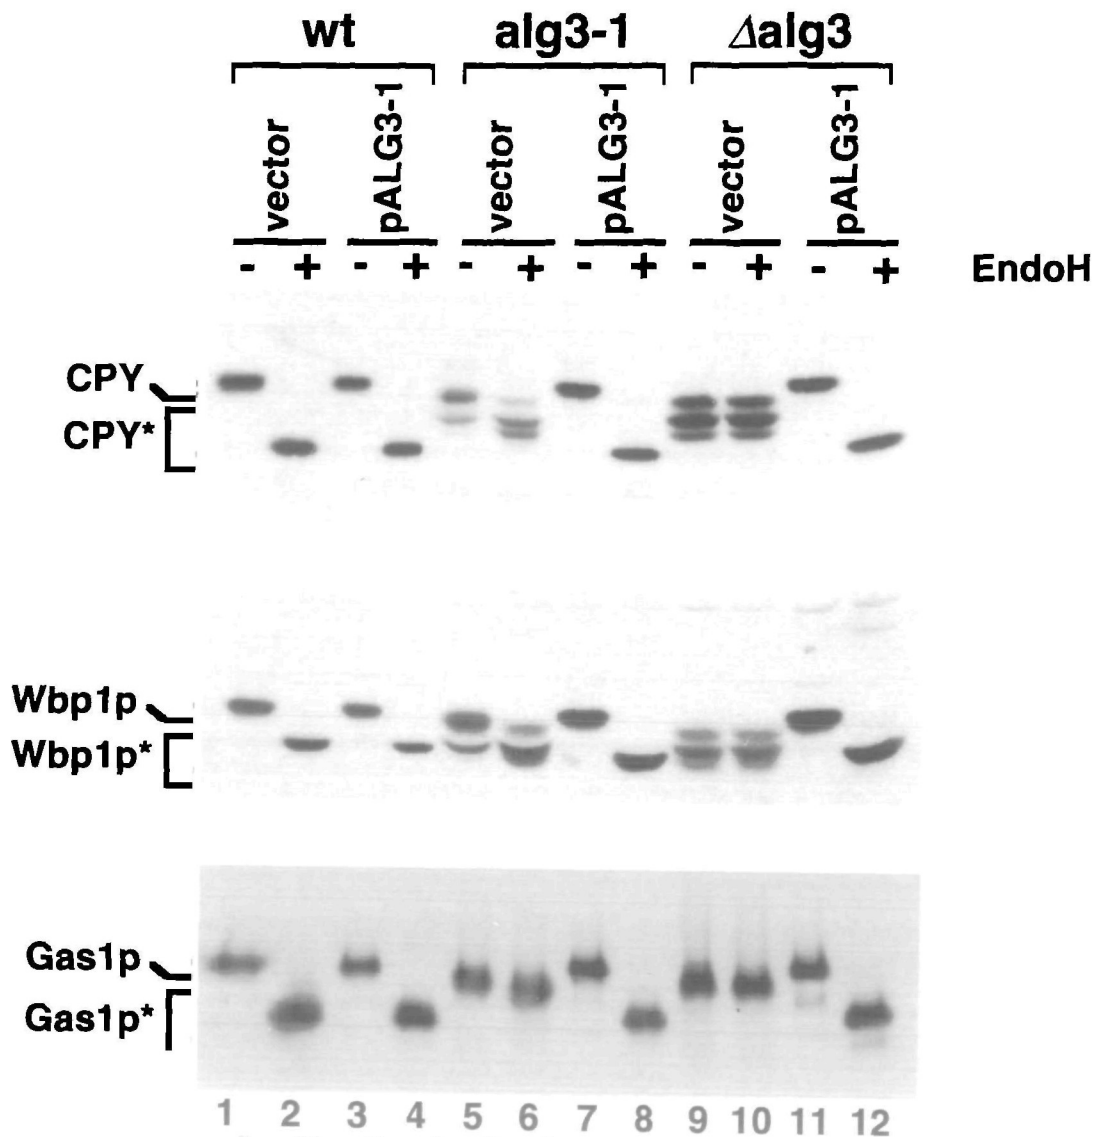 wt alg3-1 Δalg3
vector pALG3-1 vector pALG3-1 vector pALG3-1
- + - + - + - + - + - + EndoH
CPY
CPY*
Wbp1p
Wbp1p*
Gas1p
Gas1p*
1 2 3 4 5 6 7 8 9 10 11 12